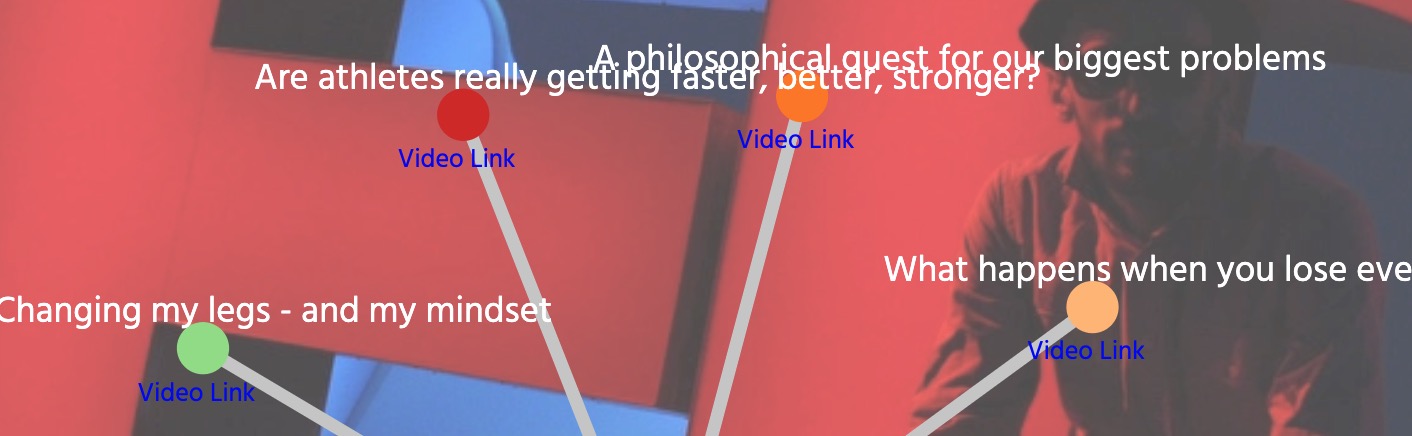 A philosophical quest for our biggest problems
Are athletes really getting faster, better, stronger?
Video Link
Video Link
What happens when you lose eve
Changing my legs - and my mindset
Video Link
Video Link